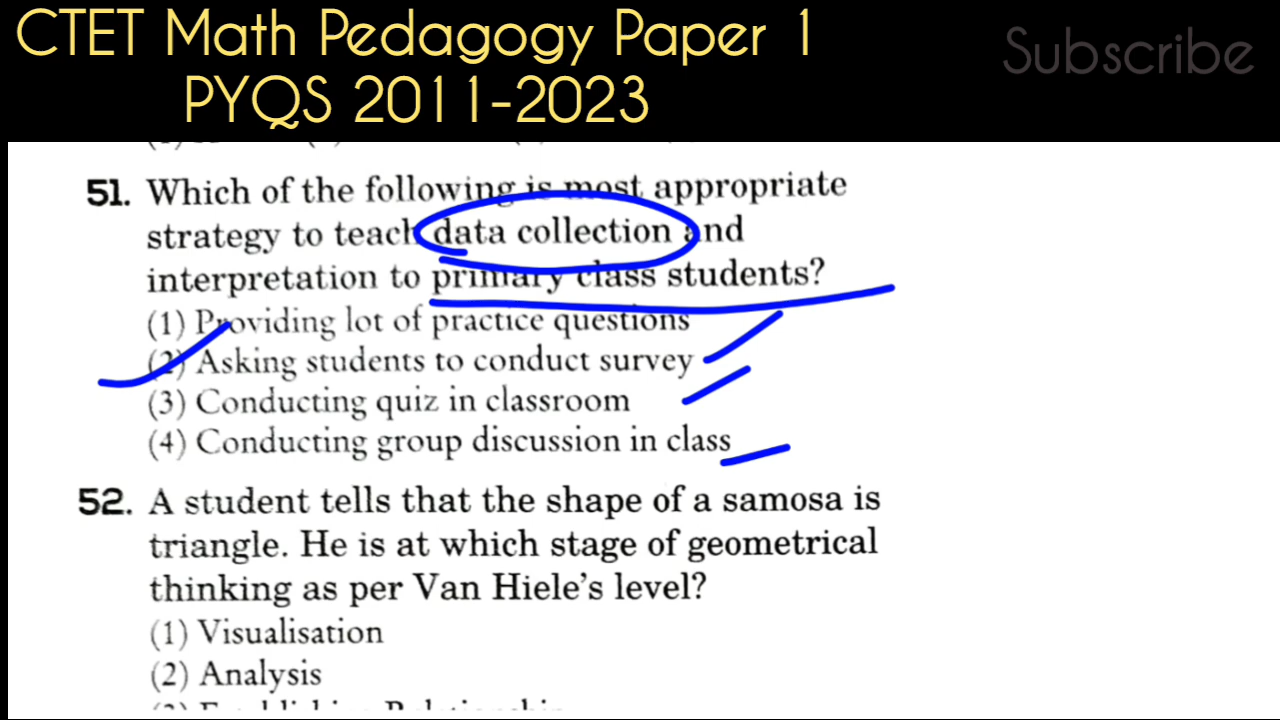 CTET Math Pedagogy Paper 1
PYQS 2011-2023
Subscribe
51. Which of the following is most appropriate
strategy to teach data collection and
interpretation to primary class students?
(1) Providing lot of practice questions
(2) Asking students to conduct survey
(3) Conducting quiz in classroom
(4) Conducting group discussion in class
52. A student tells that the shape of a samosa is
triangle. He is at which stage of geometrical
thinking as per Van Hiele's level?
(1) Visualisation
(2) Analysis